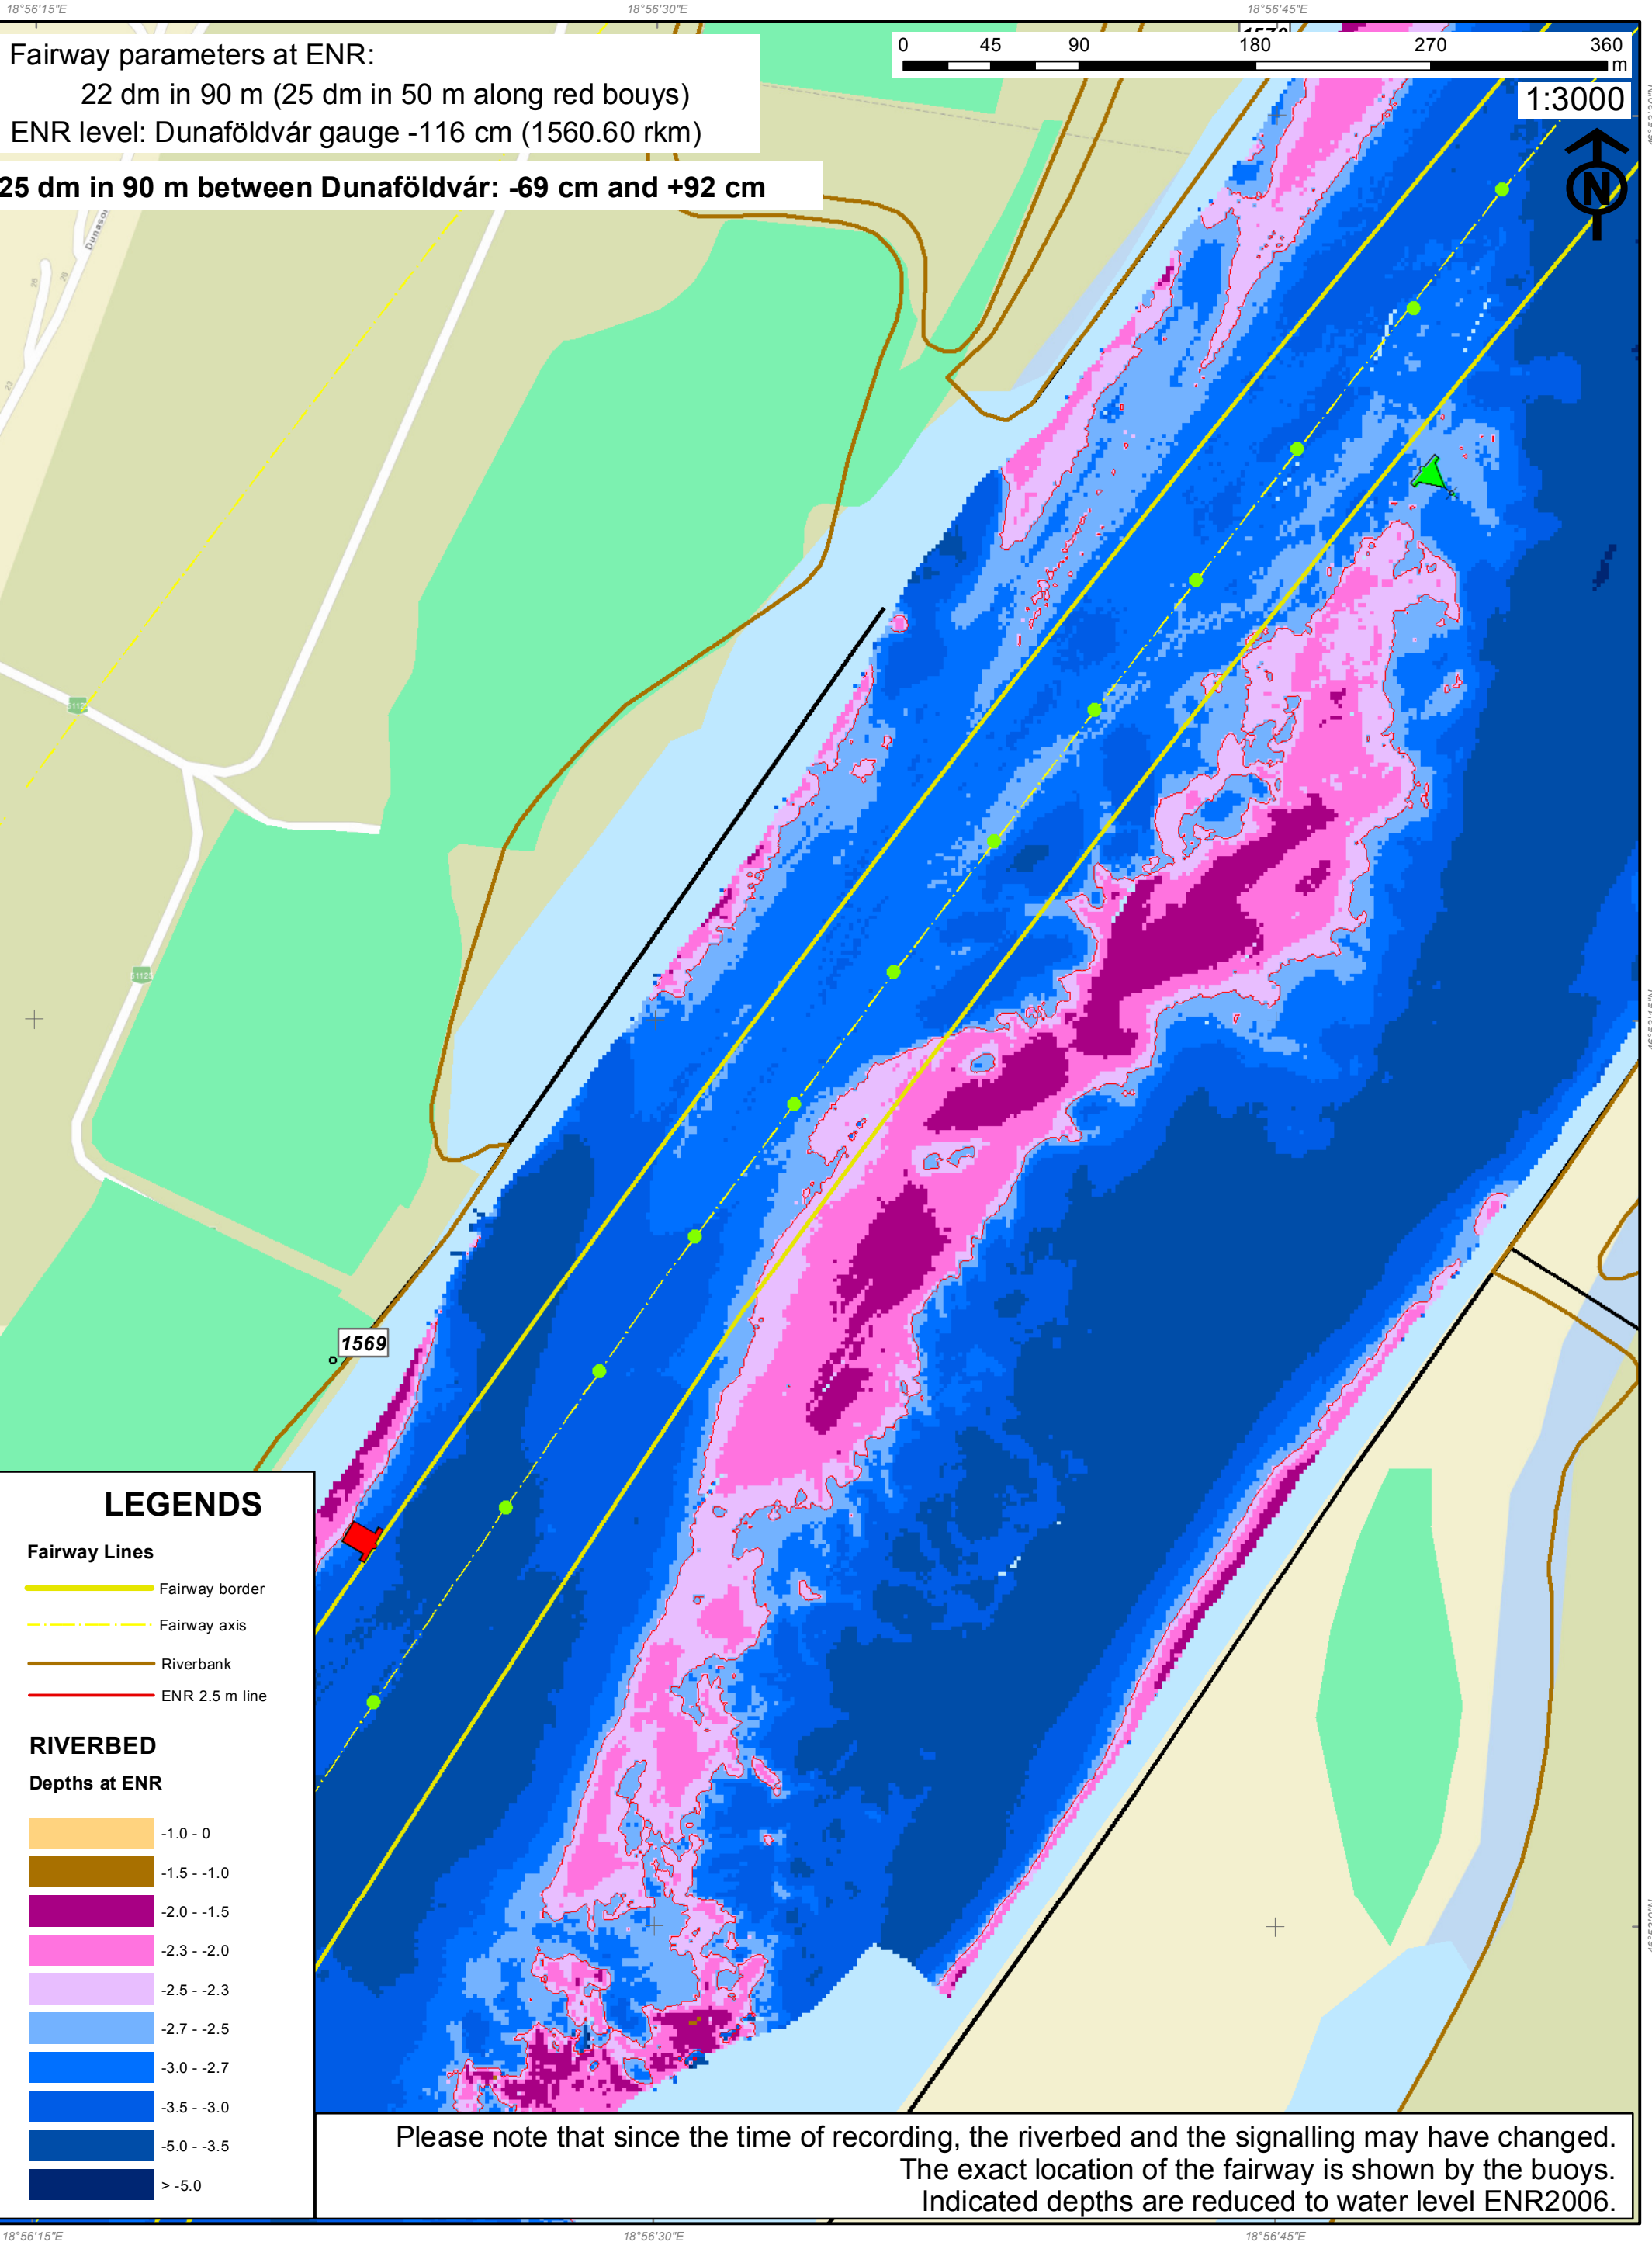 18°56'15"E
18°56'30"E
18°56'45"E
Fairway parameters at ENR:
22 dm in 90 m (25 dm in 50 m along red bouys)
ENR level: Dunaföldvár gauge -116 cm (1560.60 rkm)
25 dm in 90 m between Dunaföldvár: -69 cm and +92 cm
0 45 90 180 270 360
m
1:3000
N
26
26
23
51125
1569
LEGENDS
Fairway Lines
Fairway border
Fairway axis
Riverbank
ENR 2.5 m line
RIVERBED
Depths at ENR
-1.0 - 0
-1.5 - -1.0
-2.0 - -1.5
-2.3 - -2.0
-2.5 - -2.3
-2.7 - -2.5
-3.0 - -2.7
-3.5 - -3.0
-5.0 - -3.5
> -5.0
Please note that since the time of recording, the riverbed and the signalling may have changed.
The exact location of the fairway is shown by the buoys.
Indicated depths are reduced to water level ENR2006.
18°56'15"E
18°56'30"E
18°56'45"E